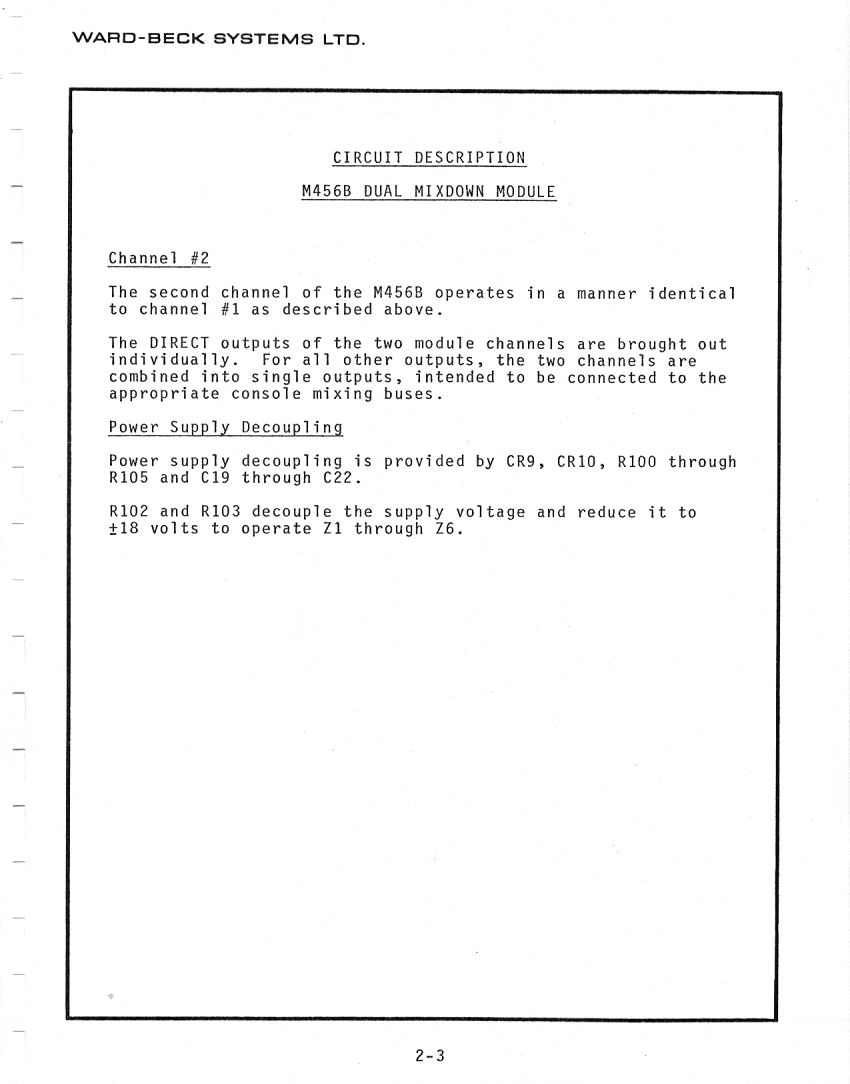 WARD-BECK SYSTEMS LTD.
CIRCUIT DESCRIPTION
M456B DUAL MIXDOWN MODULE
Channel #2
The second channel of the M456B operates in a manner identical
to channel #1 as described above.
The DIRECT outputs of the two module channels are brought out
individually. For all other outputs, the two channels are
combined into single outputs, intended to be connected to the
appropriate console mixing buses.
Power Supply Decoupling
Power supply decoupling is provided by CR9, CR10, R100 through
R105 and C19 through C22.
R102 and R103 decouple the supply voltage and reduce it to
±18 volts to operate Z1 through Z6.
2-3